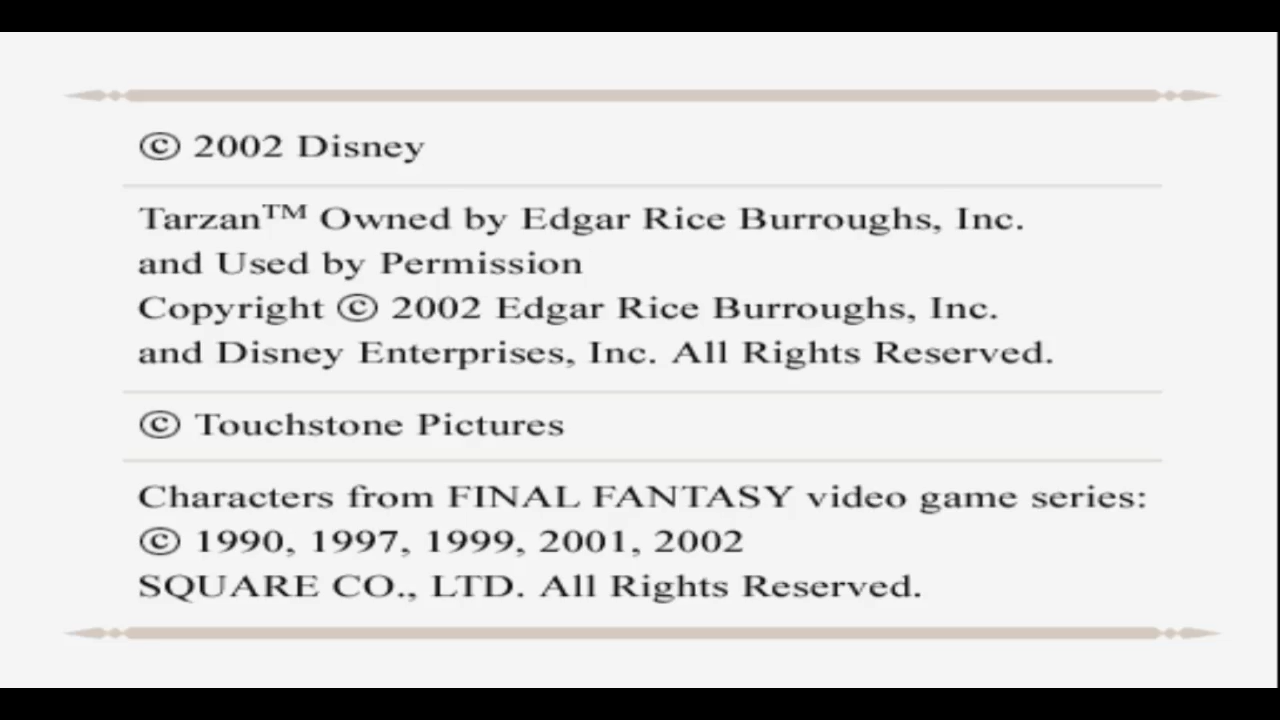 © 2002 Disney
Tarzan™ Owned by Edgar Rice Burroughs, Inc.
and Used by Permission
Copyright © 2002 Edgar Rice Burroughs, Inc.
and Disney Enterprises, Inc. All Rights Reserved.
© Touchstone Pictures
Characters from FINAL FANTASY video game series:
© 1990, 1997, 1999, 2001, 2002
SQUARE CO., LTD. All Rights Reserved.